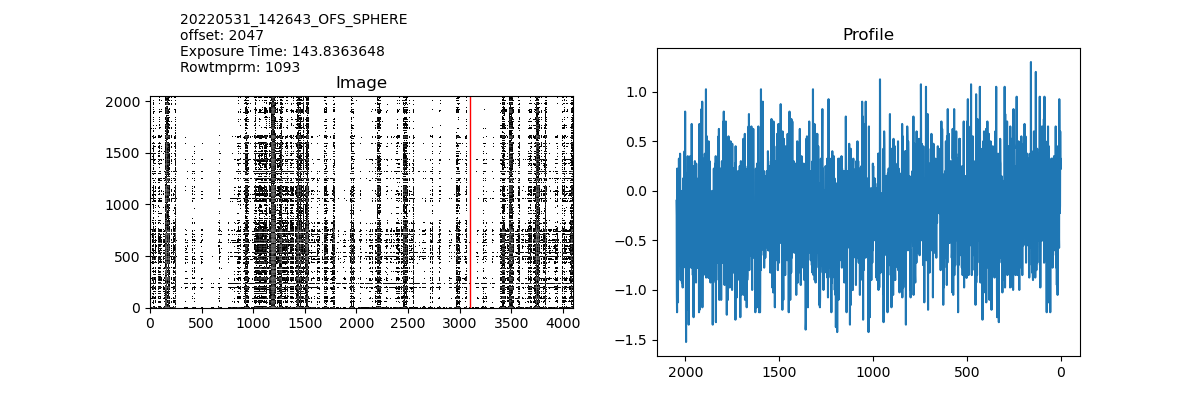 20220531_142643_OFS_SPHERE
offset: 2047
Exposure Time: 143.8363648
Rowtmprm: 1093
Image
2000
1500
1000
500
0
0 500 1000 1500 2000 2500 3000 3500 4000
Profile
1.0
0.5
0.0
−0.5
−1.0
−1.5
2000 1500 1000 500 0